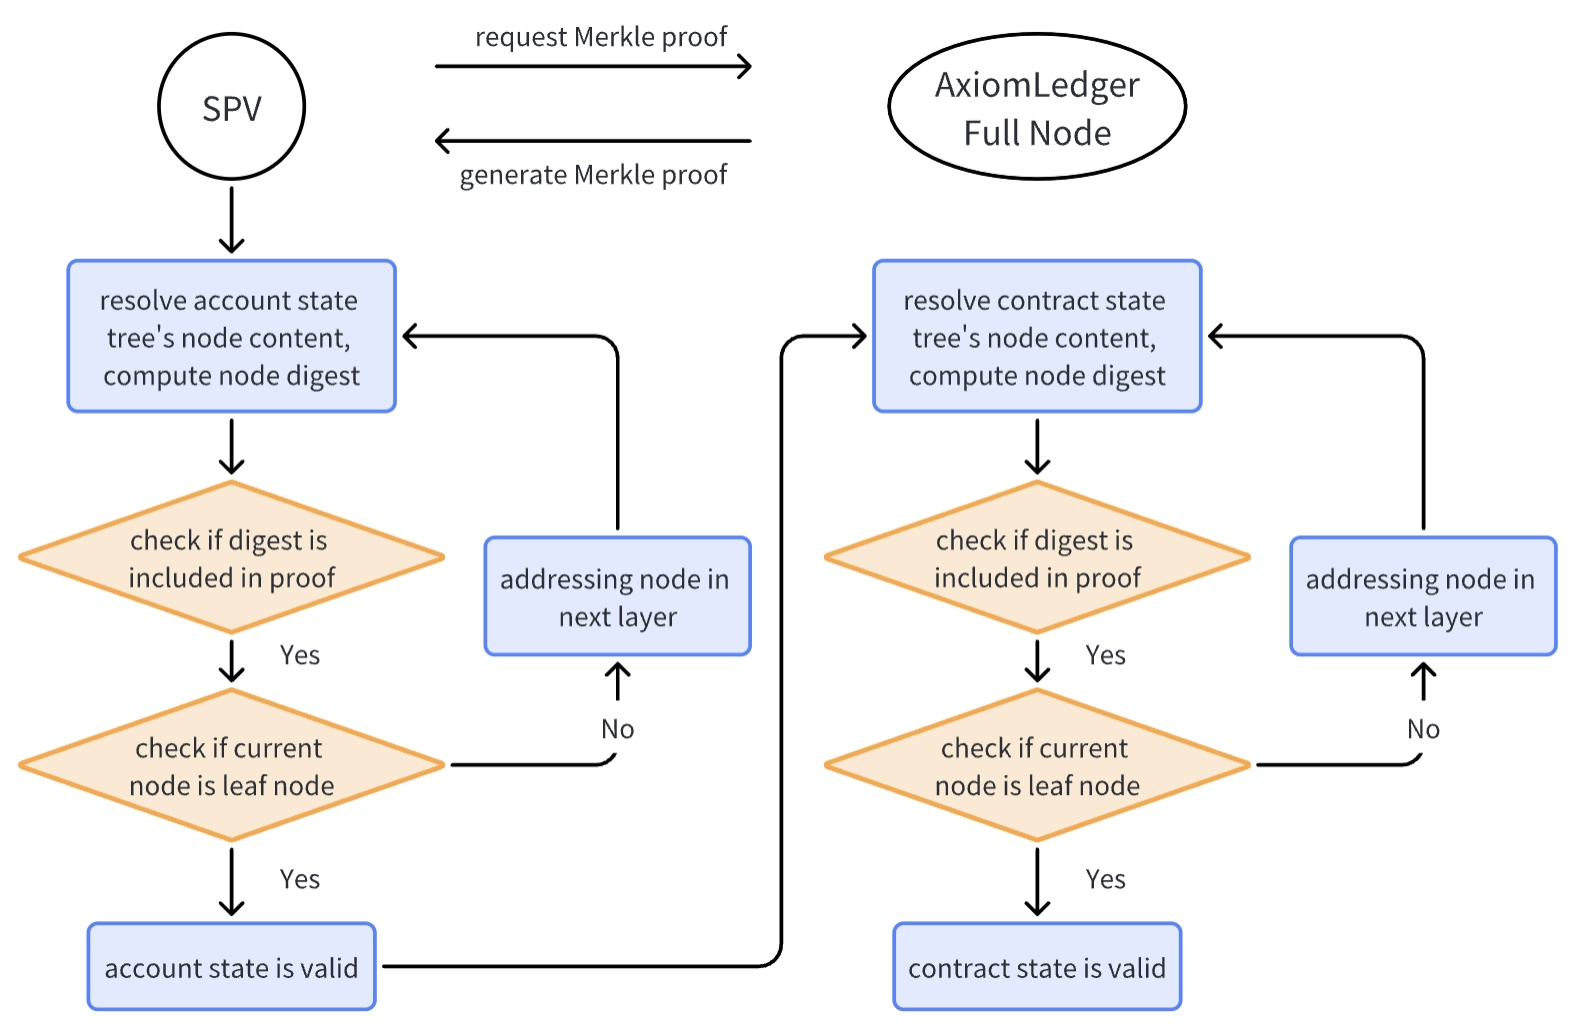 request Merkle proof
SPV
AxiomLedger
Full Node
generate Merkle proof
resolve account state
tree's node content,
compute node digest
check if digest is
included in proof
addressing node in
next layer
Yes
No
check if current
node is leaf node
Yes
account state is valid
resolve contract state
tree's node content,
compute node digest
check if digest is
included in proof
addressing node in
next layer
Yes
No
check if current
node is leaf node
Yes
contract state is valid